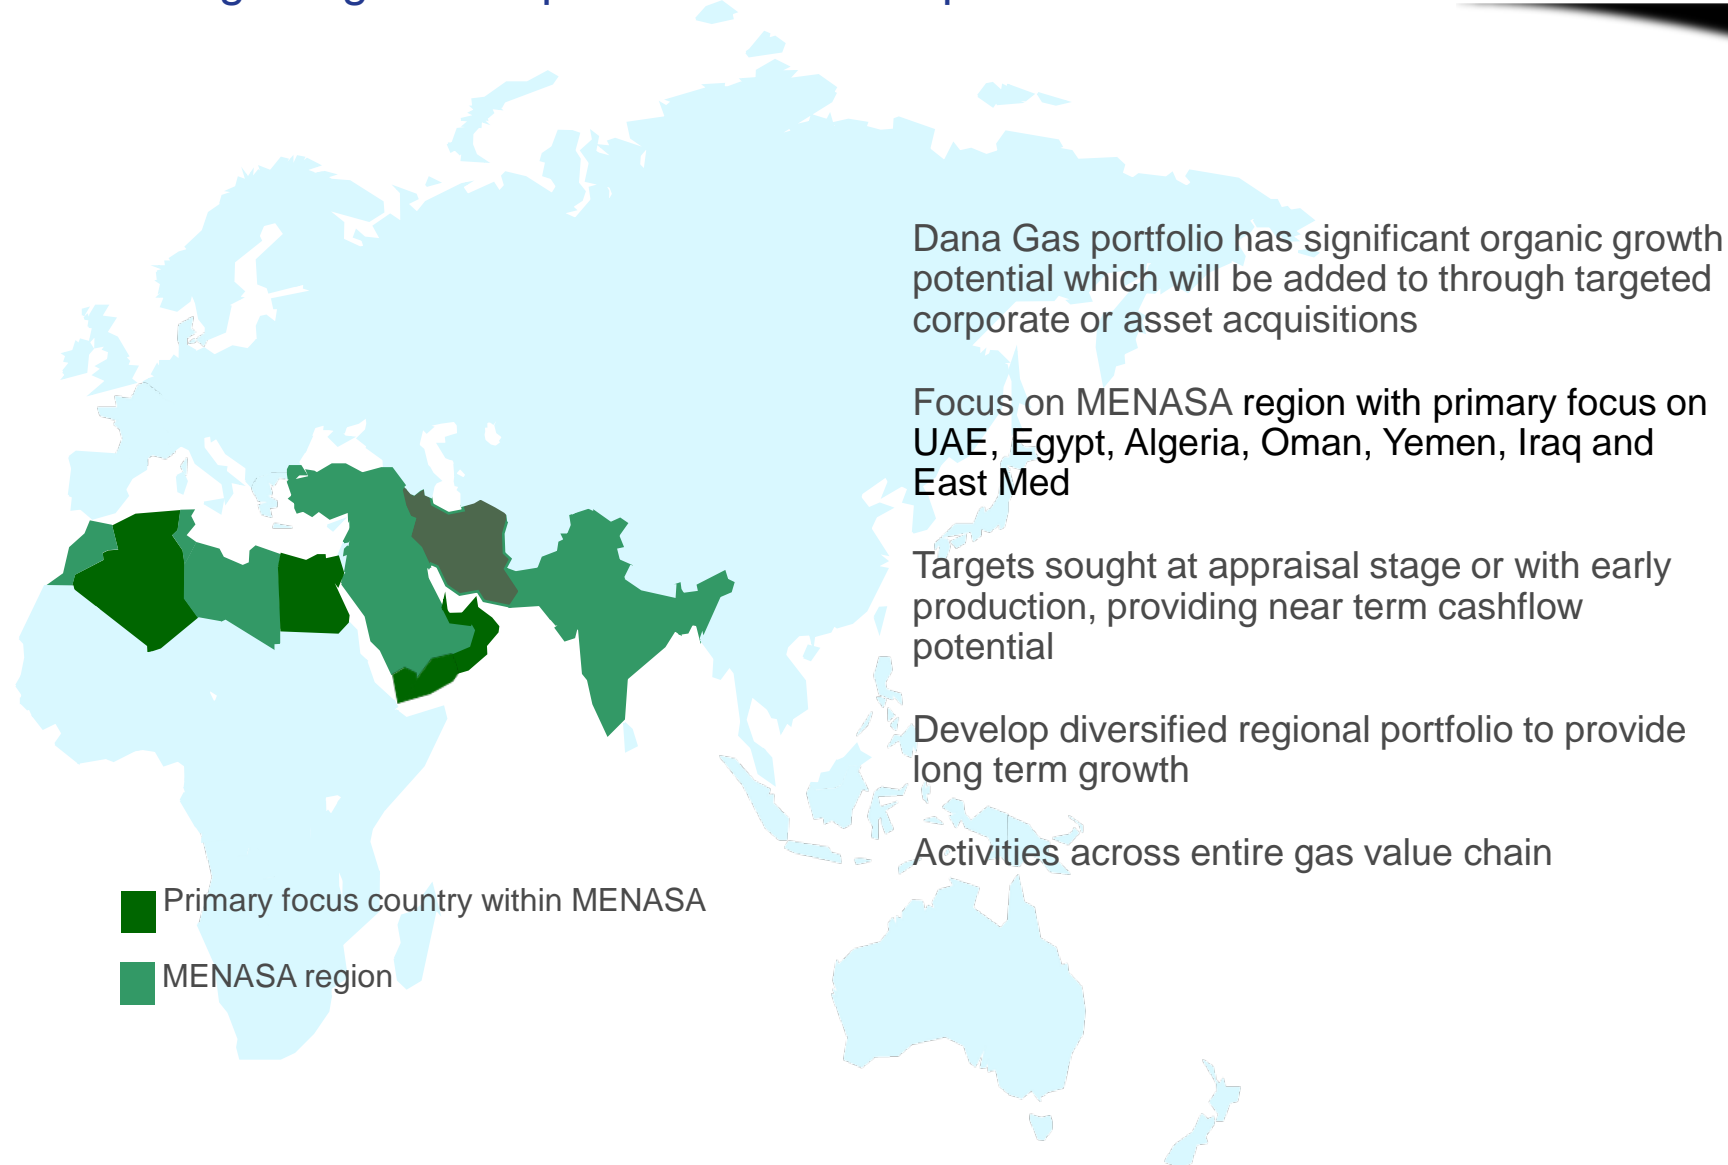 Dana Gas portfolio has significant organic growth
potential which will be added to through targeted
corporate or asset acquisitions
Focus on MENASA region with primary focus on
UAE, Egypt, Algeria, Oman, Yemen, Iraq and
East Med
Targets sought at appraisal stage or with early
production, providing near term cashflow
potential
Develop diversified regional portfolio to provide
long term growth
Activities across entire gas value chain
Primary focus country within MENASA
MENASA region